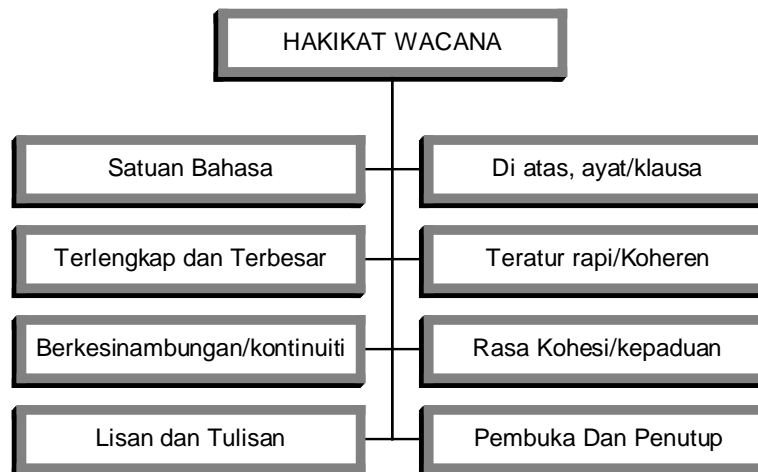 HAKIKAT WACANA
Satuan Bahasa
Di atas, ayat/klausa
Terlengkap dan Terbesar
Teratur rapi/Koheren
Berkesinambungan/kontinuiti
Rasa Kohesi/kepaduan
Lisan dan Tulisan
Pembuka Dan Penutup